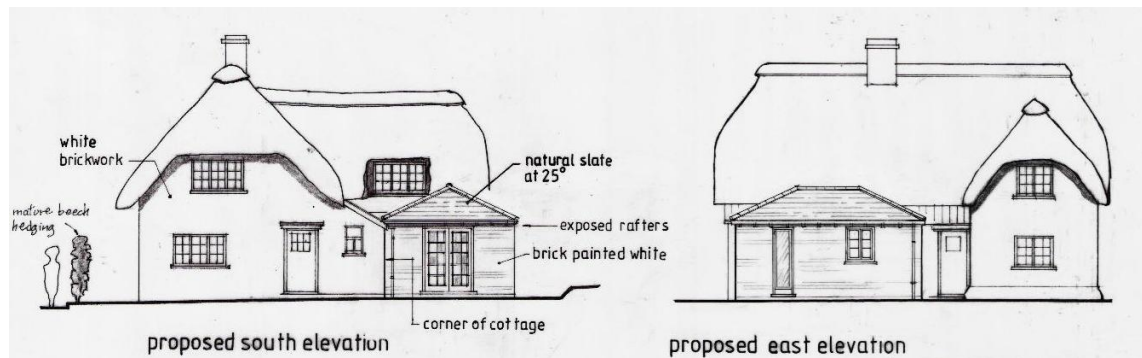 white
brickwork
mature beech
hedging
natural slate
at 25°
exposed rafters
brick painted white
corner of cottage
proposed south elevation
proposed east elevation